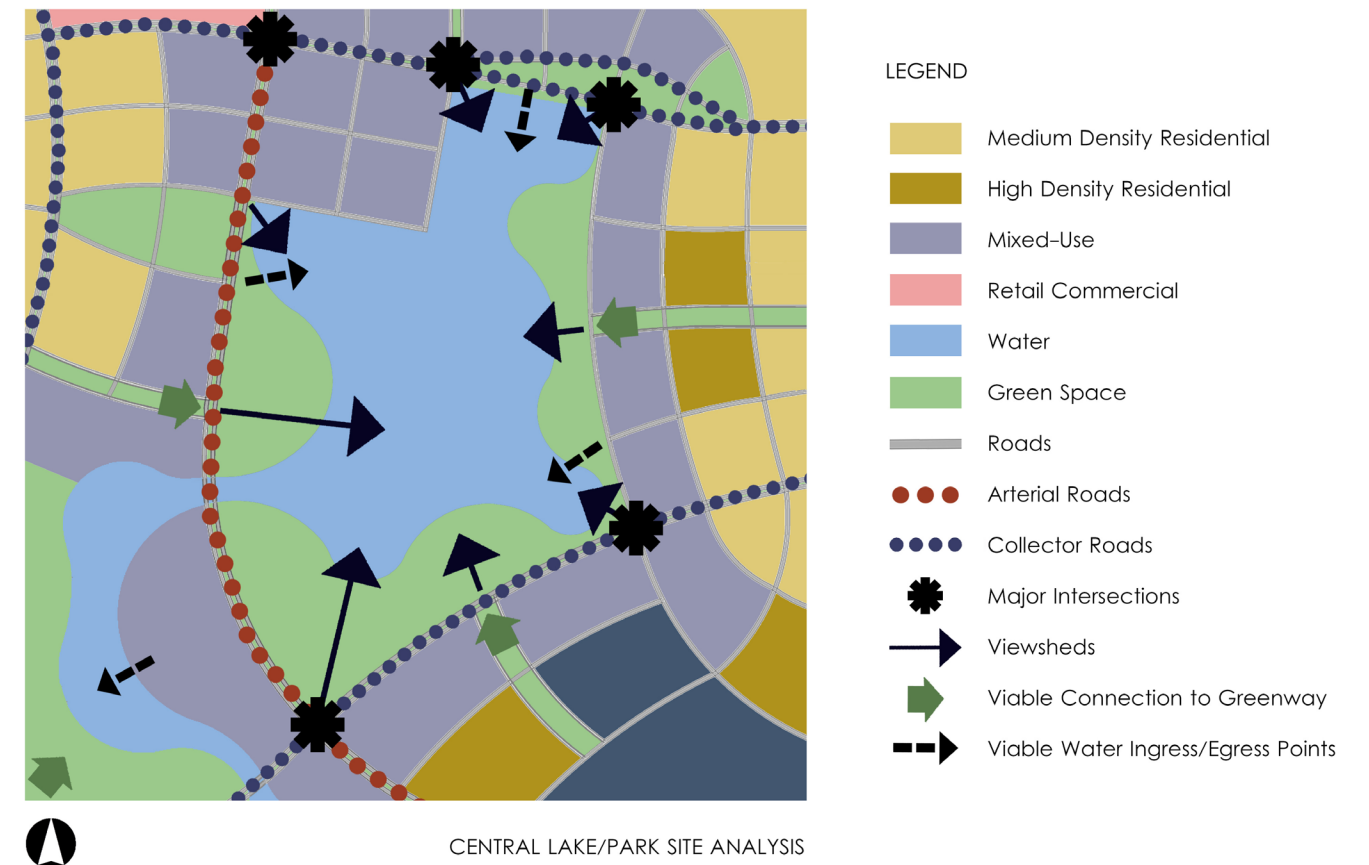 LEGEND
Medium Density Residential
High Density Residential
Mixed-Use
Retail Commercial
Water
Green Space
Roads
Arterial Roads
Collector Roads
Major Intersections
Viewsheds
Viable Connection to Greenway
Viable Water Ingress/Egress Points
CENTRAL LAKE/PARK SITE ANALYSIS